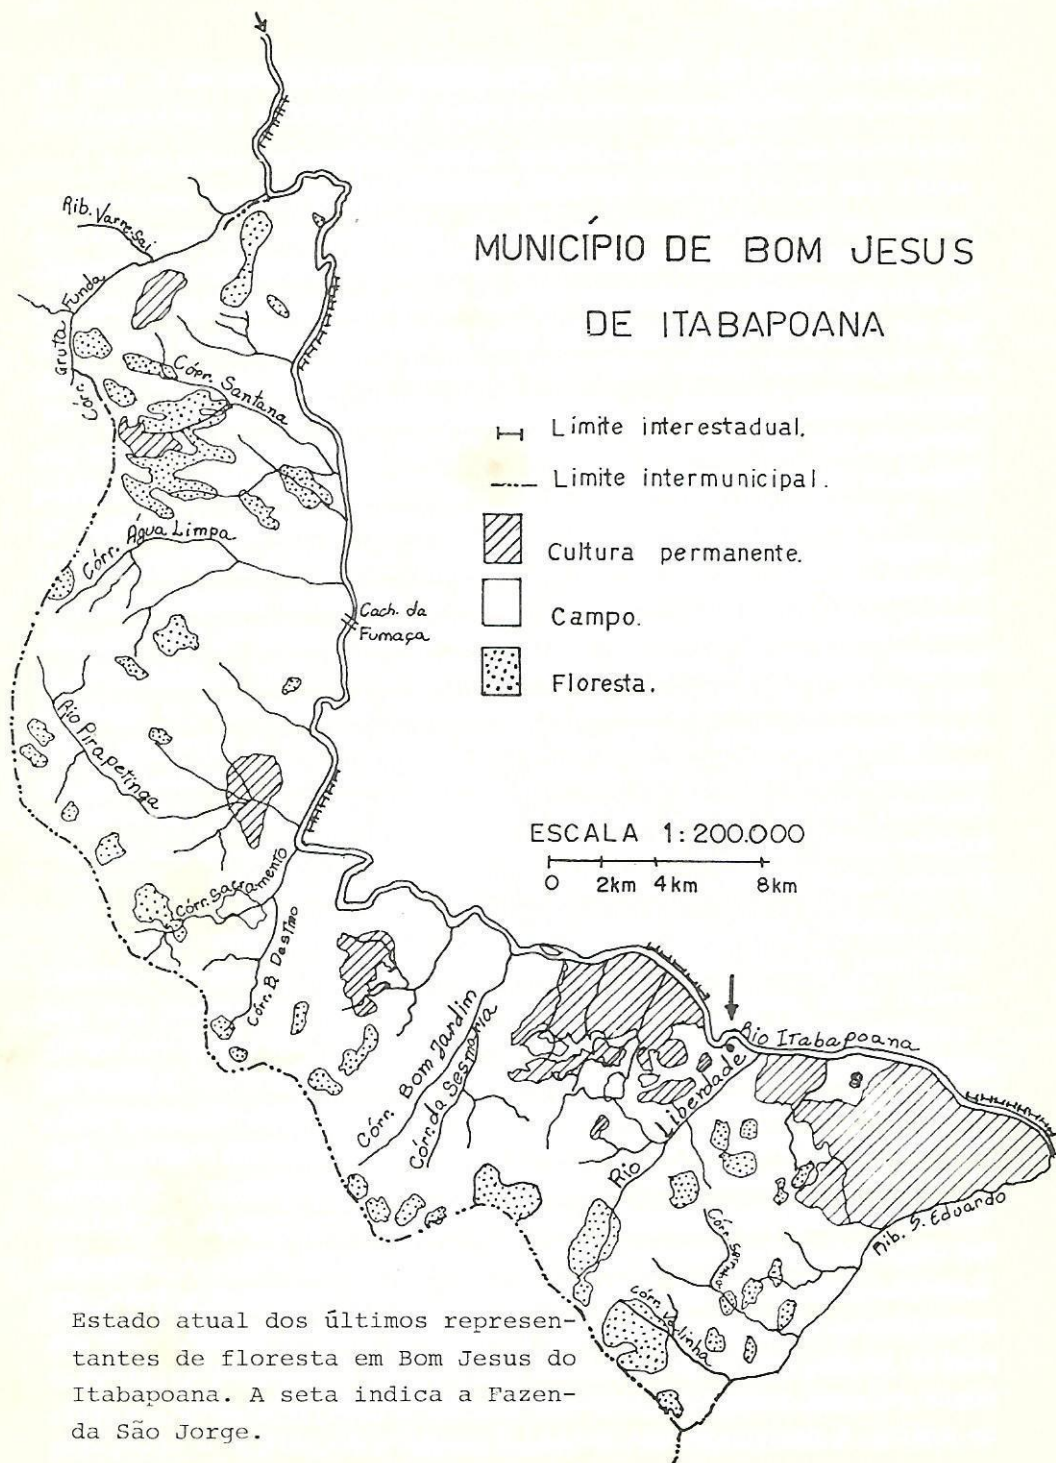 MUNICÍPIO DE BOM JESUS
DE ITABAPOANA
Límite interestadual.
Limite intermunicipal.
Cultura permanente.
Campo.
Floresta.
ESCALA 1:200.000
0 2km 4km 8km
Rib. Varre Sai
Córr. Gruta Funda
Córr. Santana
Córr. Água Limpa
Cach. da
Fumaça
Rio Pirapetinga
Córr. Sacramento
Córr. B. Destino
Córr. Bom Jardim
Córr. da Sesmaria
Rio Itabapoana
Rio Liberdade
Rib. S. Eduardo
Córr.
Córr. Varlinha
Estado atual dos últimos represen-
tantes de floresta em Bom Jesus do
Itabapoana. A seta indica a Fazen-
da São Jorge.